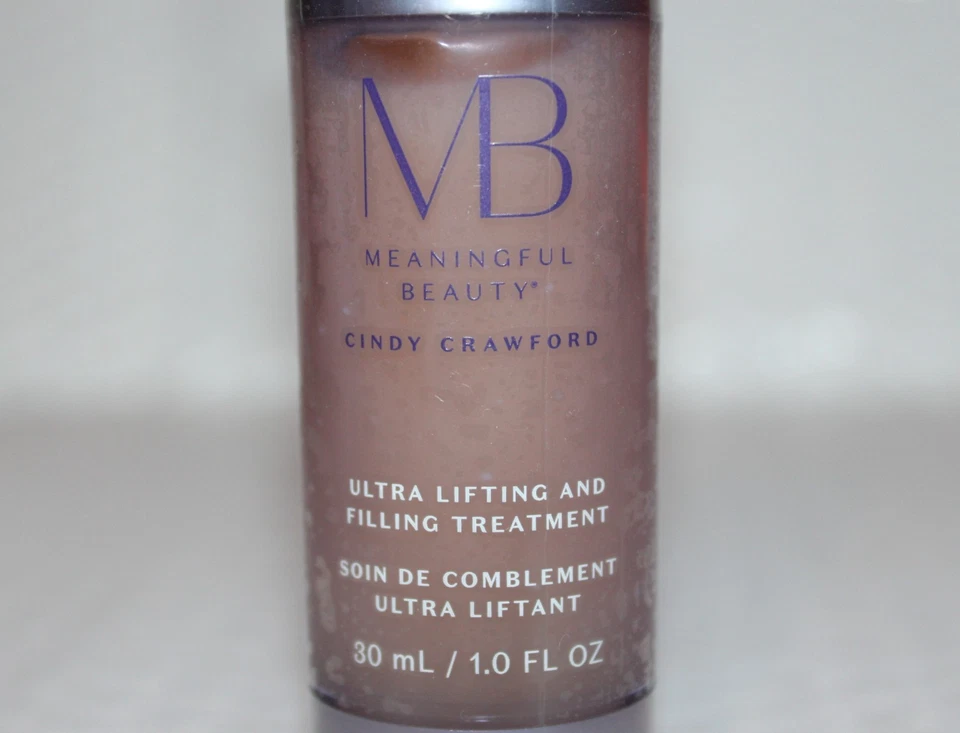 MB
MEANINGFUL
BEAUTY®
CINDY CRAWFORD
ULTRA LIFTING AND
FILLING TREATMENT
SOIN DE COMBLEMENT
ULTRA LIFTANT
30 mL / 1.0 FL OZ